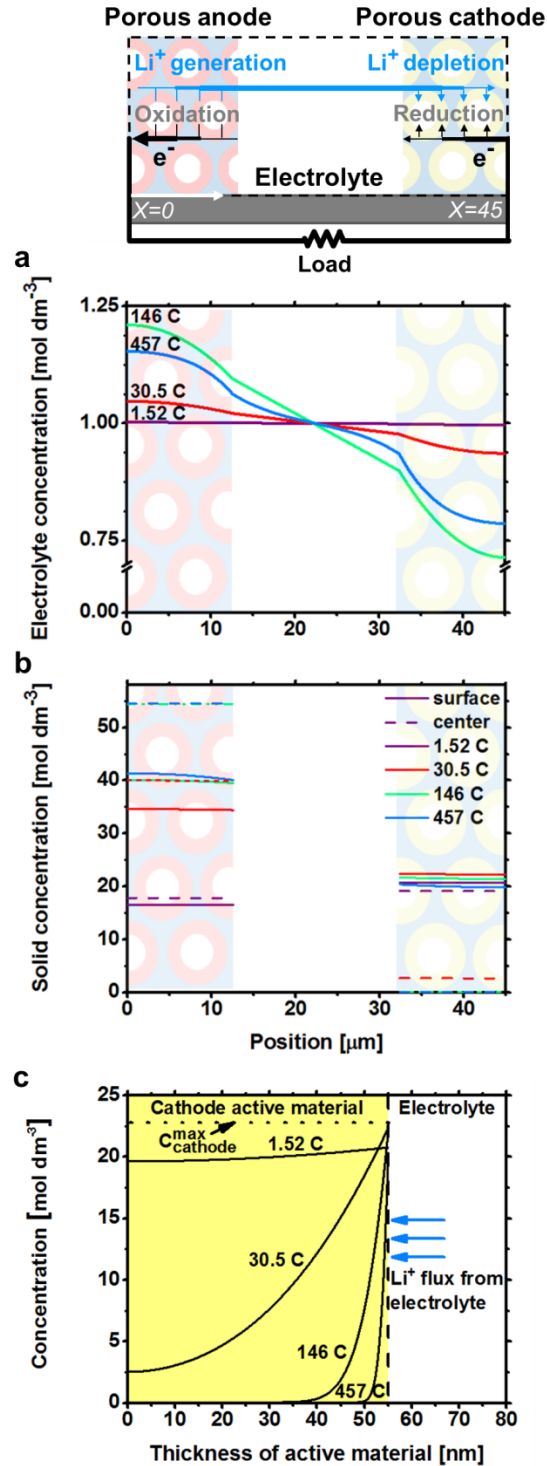 Porous anode Porous cathode
Li⁺ generation Li⁺ depletion
Oxidation Reduction
e⁻ e⁻
Electrolyte
X=0 X=45
Load
a
Electrolyte concentration [mol dm⁻³]
1.25
1.00
0.75
0.00
146 C
457 C
30.5 C
1.52 C
0 10 20 30 40
b
Solid concentration [mol dm⁻³]
50
40
30
20
10
0
surface
center
1.52 C
30.5 C
146 C
457 C
0 10 20 30 40
Position [μm]
c
Concentration [mol dm⁻³]
25
20
15
10
5
0
Cathode active material Electrolyte
C max cathode
1.52 C
30.5 C
146 C
457 C
Li⁺ flux from
electrolyte
0 10 20 30 40 50 60 70 80
Thickness of active material [nm]